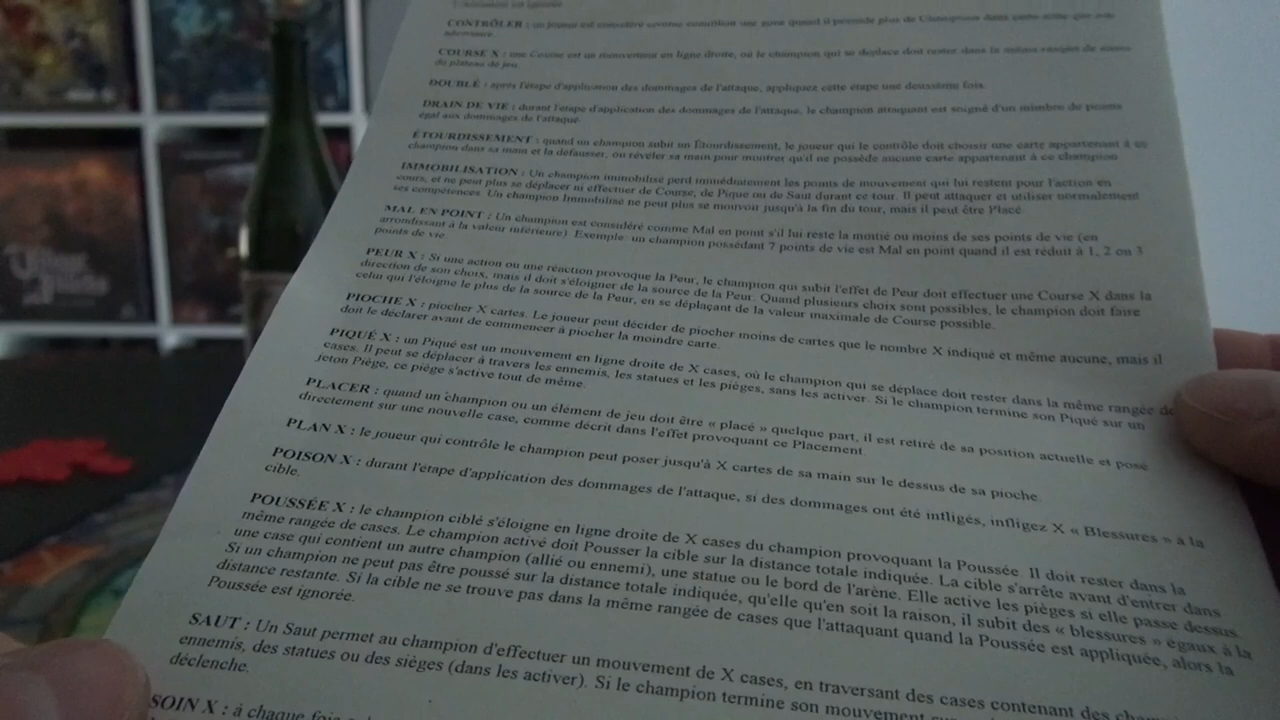 CONTRÔLER : un joueur est considéré comme contrôlant une zone quand il possède plus de Champions dans cette zone que son
adversaire.
COURSE X : une Course est un mouvement en ligne droite, où le champion qui se déplace doit rester dans la même rangée de cases
du plateau de jeu.
DOUBLÉ : après l'étape d'application des dommages de l'attaque, appliquez cette étape une deuxième fois.
DRAIN DE VIE : durant l'étape d'application des dommages de l'attaque, le champion attaquant est soigné d'un nombre de points
égal aux dommages de l'attaque.
ÉTOURDISSEMENT : quand un champion subit un Étourdissement, le joueur qui le contrôle doit choisir une carte appartenant à ce
champion dans sa main et la défausser, ou révéler sa main pour montrer qu'il ne possède aucune carte appartenant à ce champion
IMMOBILISATION : Un champion immobilisé perd immédiatement les points de mouvement qui lui restent pour l'action en
cours, et ne peut plus se déplacer ni effectuer de Course, de Pique ou de Saut durant ce tour. Il peut attaquer et utiliser normalement
ses compétences. Un champion Immobilisé ne peut plus se mouvoir jusqu'à la fin du tour, mais il peut être Placé.
MAL EN POINT : Un champion est considéré comme Mal en point s'il lui reste la moitié ou moins de ses points de vie (en
arrondissant à la valeur inférieure). Exemple: un champion possédant 7 points de vie est Mal en point quand il est réduit à 1, 2 ou 3
points de vie.
PEUR X : Si une action ou une réaction provoque la Peur, le champion qui subit l'effet de Peur doit effectuer une Course X dans la
direction de son choix, mais il doit s'éloigner de la source de la Peur. Quand plusieurs choix sont possibles, le champion doit faire
celui qui l'éloigne le plus de la source de la Peur, en se déplaçant de la valeur maximale de Course possible.
PIOCHE X : piocher X cartes. Le joueur peut décider de piocher moins de cartes que le nombre X indiqué et même aucune, mais il
doit le déclarer avant de commencer à piocher la moindre carte.
PIQUÉ X : un Piqué est un mouvement en ligne droite de X cases, où le champion qui se déplace doit rester dans la même rangée de
cases. Il peut se déplacer à travers les ennemis, les statues et les pièges, sans les activer. Si le champion termine son Piqué sur un
jeton Piège, ce piège s'active tout de même.
PLACER : quand un champion ou un élément de jeu doit être « placé » quelque part, il est retiré de sa position actuelle et posé
directement sur une nouvelle case, comme décrit dans l'effet provoquant ce Placement.
PLAN X : le joueur qui contrôle le champion peut poser jusqu'à X cartes de sa main sur le dessus de sa pioche.
POISON X : durant l'étape d'application des dommages de l'attaque, si des dommages ont été infligés, infligez X « Blessures » à la
cible.
POUSSÉE X : le champion ciblé s'éloigne en ligne droite de X cases du champion provoquant la Poussée. Il doit rester dans la
même rangée de cases. Le champion activé doit Pousser la cible sur la distance totale indiquée. La cible s'arrête avant d'entrer dans
une case qui contient un autre champion (allié ou ennemi), une statue ou le bord de l'arène. Elle active les pièges si elle passe dessus.
Si un champion ne peut pas être poussé sur la distance totale indiquée, qu'elle qu'en soit la raison, il subit des « blessures » égaux à la
distance restante. Si la cible ne se trouve pas dans la même rangée de cases que l'attaquant quand la Poussée est appliquée, alors la
Poussée est ignorée.
SAUT : Un Saut permet au champion d'effectuer un mouvement de X cases, en traversant des cases contenant des
ennemis, des statues ou des sièges (dans les activer). Si le champion termine son mouvement
déclenche.
SOIN X : à chaque fois